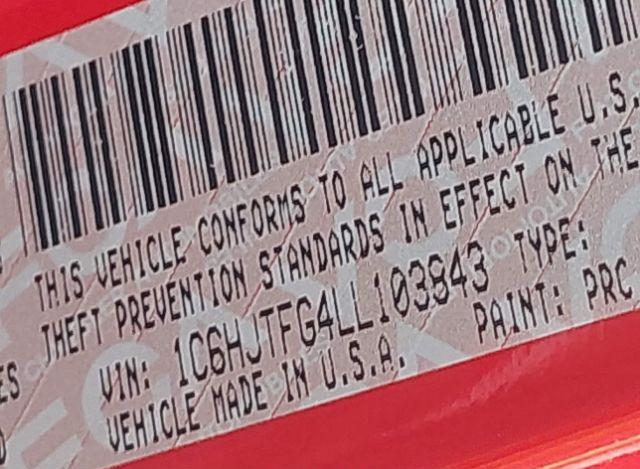 THIS VEHICLE CONFORMS TO ALL APPLICABLE U.S.
THEFT PREVENTION STANDARDS IN EFFECT ON THE
ES VIN: 1C6HJTFG4LL103843 TYPE:
VEHICLE MADE IN U.S.A. PAINT: PRC